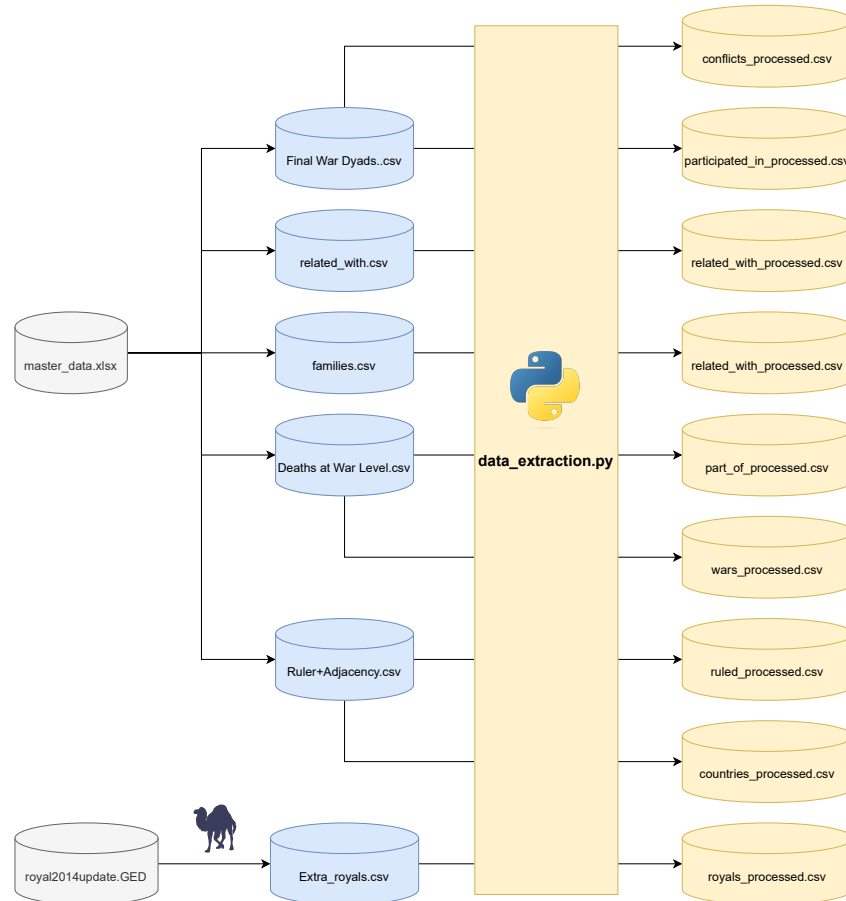 conflicts_processed.csv
Final War Dyads..csv
participated_in_processed.csv
related_with.csv
related_with_processed.csv
master_data.xlsx
families.csv
related_with_processed.csv
Deaths at War Level.csv
data_extraction.py
part_of_processed.csv
wars_processed.csv
Ruler+Adjacency.csv
ruled_processed.csv
countries_processed.csv
royal2014update.GED
Extra_royals.csv
royals_processed.csv